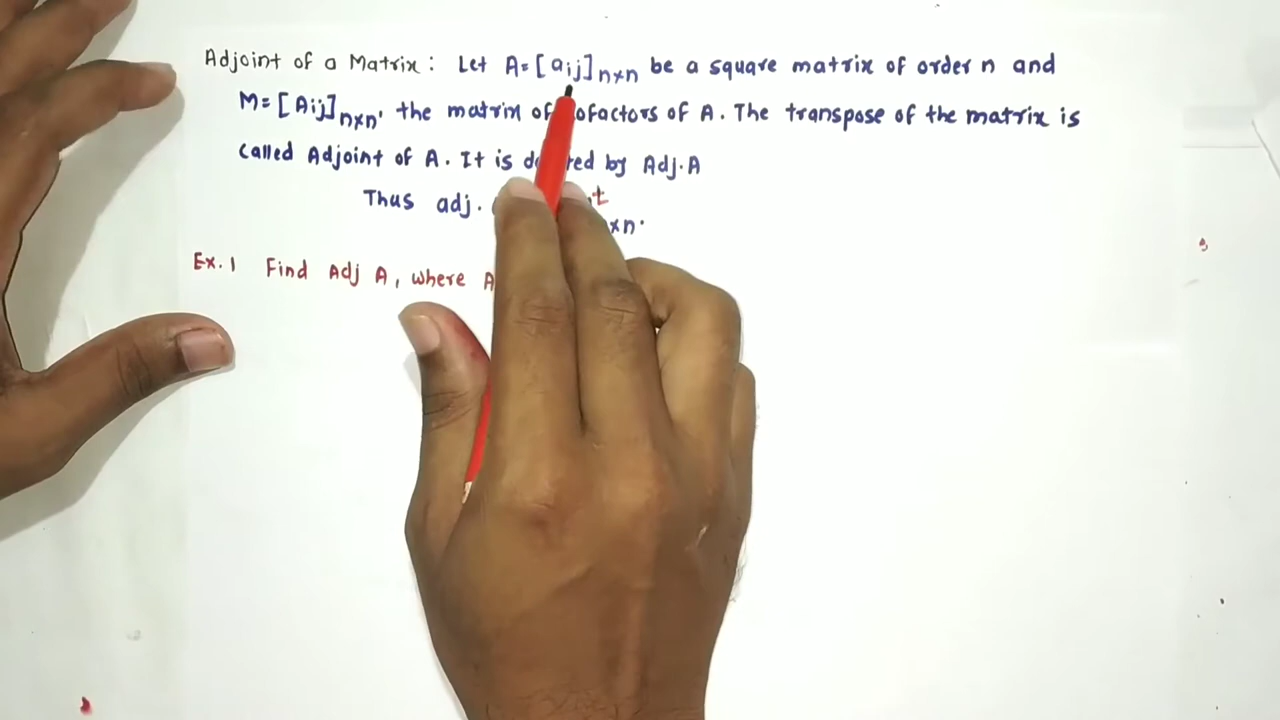 Adjoint of a Matrix: Let A=[aij]n×n be a square matrix of order n and
M=[Aij]n×n, the matrix of cofactors of A. The transpose of the matrix is
called Adjoint of A. It is by Adj.A
Thus adj. t
×n.
Ex.1 Find Adj A, where A